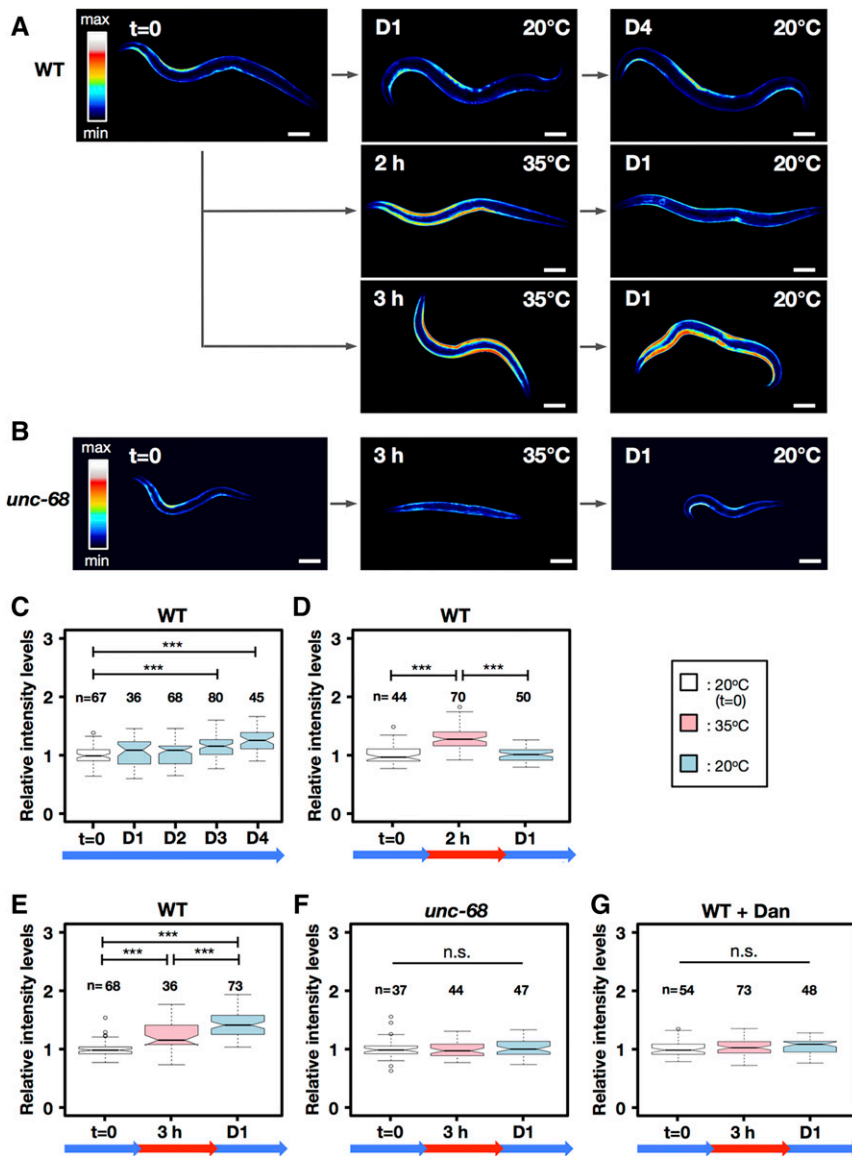 A
WT
max
min
t=0
D1 20°C
D4 20°C
2 h 35°C
D1 20°C
3 h 35°C
D1 20°C
B
unc-68
max
min
t=0
3 h 35°C
D1 20°C
C
WT
Relative intensity levels
3
2
1
0
***
***
n=67 36 68 80 45
t=0 D1 D2 D3 D4
D
WT
Relative intensity levels
3
2
1
0
*** ***
n= 44 70 50
t=0 2 h D1
: 20°C
(t=0)
: 35°C
: 20°C
E
WT
Relative intensity levels
3
2
1
0
***
*** ***
n= 68 36 73
t=0 3 h D1
F
unc-68
Relative intensity levels
3
2
1
0
n.s.
n=37 44 47
t=0 3 h D1
G
WT + Dan
Relative intensity levels
3
2
1
0
n.s.
n=54 73 48
t=0 3 h D1